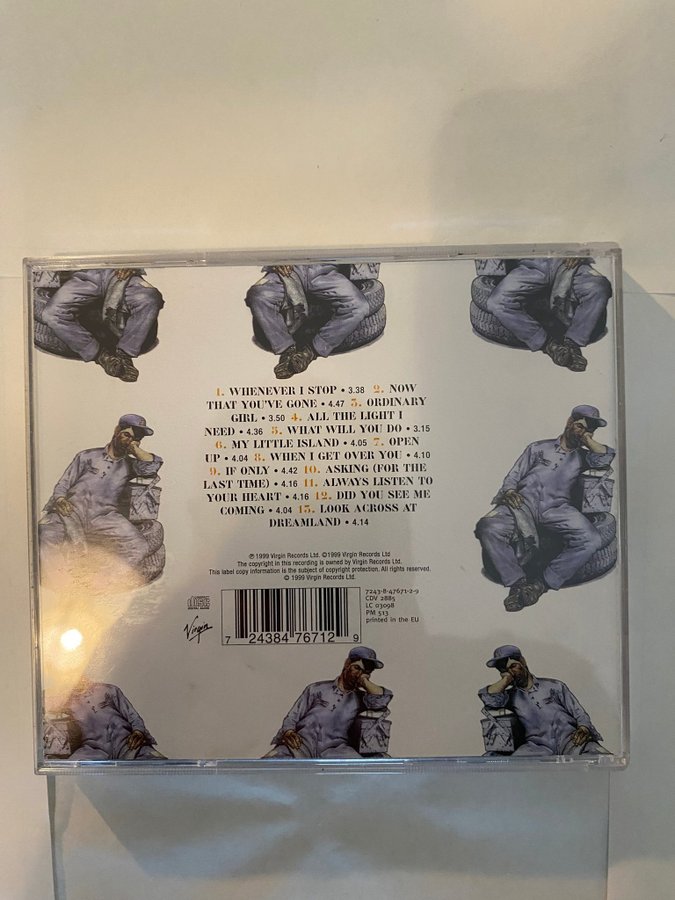 1. WHENEVER I STOP • 3.38 2. NOW
THAT YOU'VE GONE • 4.47 3. ORDINARY
GIRL • 3.50 4. ALL THE LIGHT I
NEED • 4.36 5. WHAT WILL YOU DO • 3.15
6. MY LITTLE ISLAND • 4.05 7. OPEN
UP • 4.04 8. WHEN I GET OVER YOU • 4.10
9. IF ONLY • 4.42 10. ASKING (FOR THE
LAST TIME) • 4.16 11. ALWAYS LISTEN TO
YOUR HEART • 4.16 12. DID YOU SEE ME
COMING • 4.04 13. LOOK ACROSS AT
DREAMLAND • 4.14
℗ 1999 Virgin Records Ltd. ©1999 Virgin Records Ltd
The copyright in this recording is owned by Virgin Records Ltd.
This label copy information is the subject of copyright protection. All rights reserved.
© 1999 Virgin Records Ltd.
7243-8-47671-2-9
CDV 2885
LC 03098
PM 513
printed in the EU
Virgin
7 24384 76712 9